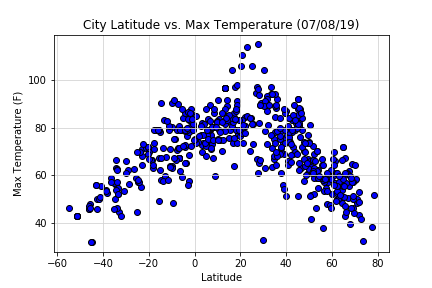 City Latitude vs. Max Temperature (07/08/19)
Max Temperature (F)
100
80
60
40
−60 −40 −20 0 20 40 60 80
Latitude